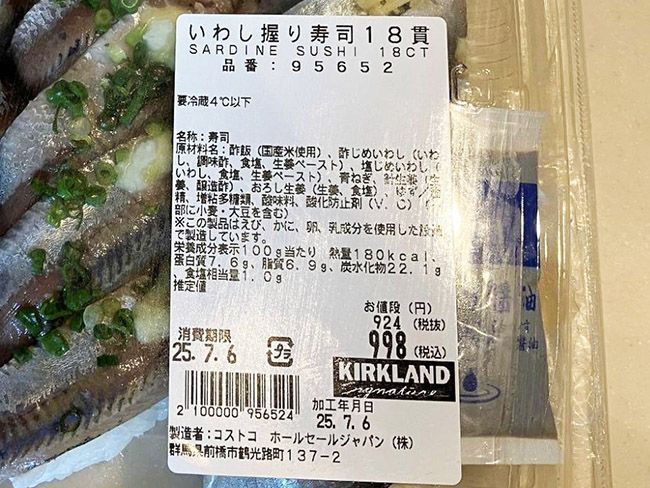 いわし握り寿司18貫
SARDINE SUSHI 18CT
品番:95652
要冷蔵4℃以下
名称:寿司
原材料名:酢飯(国産米使用)、酢じめいわし(いわ
し、調味酢、食塩、生姜ペースト)、塩じめいわし(
いわし、食塩、生姜ペースト)、青ねぎ、針生姜(
姜、醸造酢)、おろし生姜(生姜、食塩)、ゆず/
精、増粘多糖類、酸味料、酸化防止剤(V.C)(
部に小麦・大豆を含む)
※この製品はえび、かに、卵、乳成分を使用した設備
で製造しています。
栄養成分表示100g当たり 熱量180kcal、
蛋白質7.6g、脂質6.9g、炭水化物22.1g
、食塩相当量1.0g
推定値
お値段(円)
924(税抜)
998(税込)
消費期限
25.7.6
プラ
KIRKLAND
Signature
2 100000 956524
加工年月日
25.7.6
製造者:コストコ ホールセールジャパン(株)
群馬県前橋市鶴光路町137-2
油